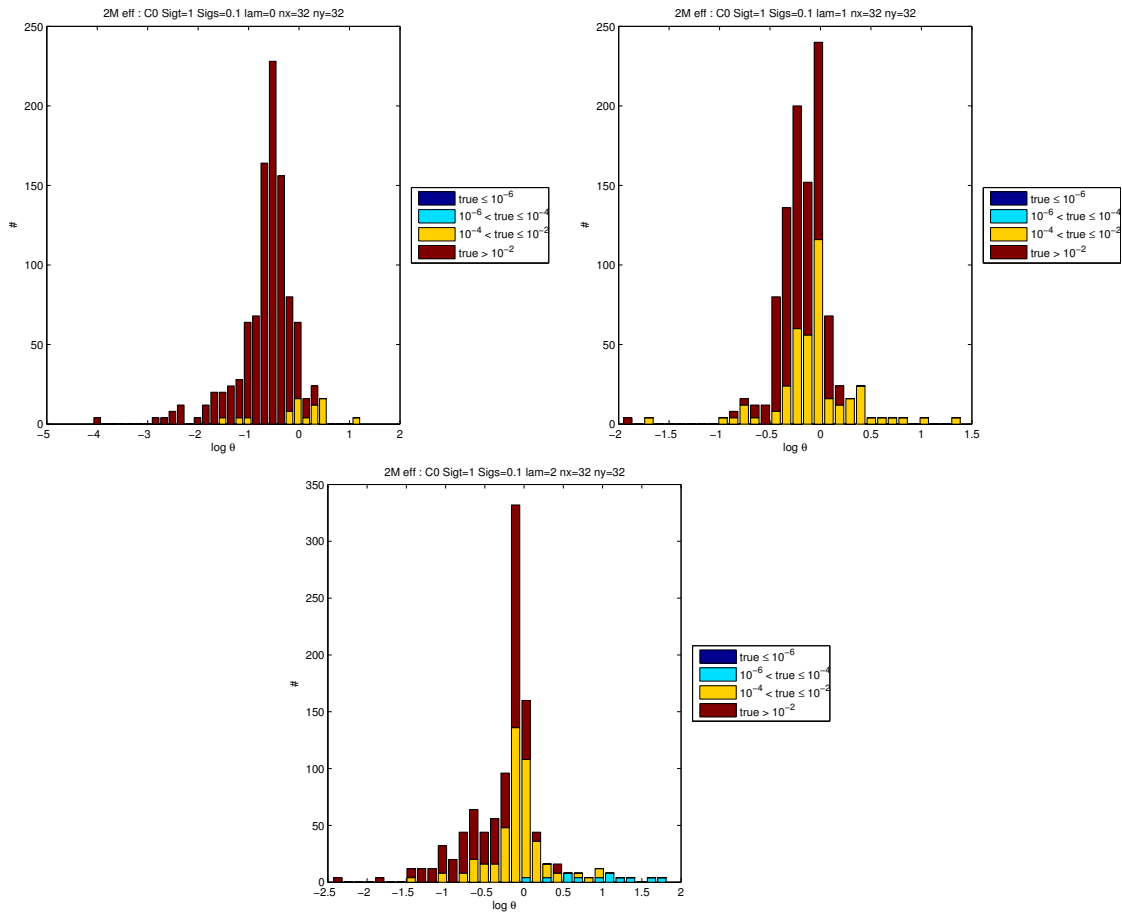 2M eff : C0 Sigt=1 Sigs=0.1 lam=0 nx=32 ny=32
250
200
150
100
50
0
#
-5 -4 -3 -2 -1 0 1 2
log θ
true ≤ 10^-6
10^-6 < true ≤ 10^-4
10^-4 < true ≤ 10^-2
true > 10^-2
2M eff : C0 Sigt=1 Sigs=0.1 lam=1 nx=32 ny=32
250
200
150
100
50
0
#
-2 -1.5 -1 -0.5 0 0.5 1 1.5
log θ
true ≤ 10^-6
10^-6 < true ≤ 10^-4
10^-4 < true ≤ 10^-2
true > 10^-2
2M eff : C0 Sigt=1 Sigs=0.1 lam=2 nx=32 ny=32
350
300
250
200
150
100
50
0
#
-2.5 -2 -1.5 -1 -0.5 0 0.5 1 1.5 2
log θ
true ≤ 10^-6
10^-6 < true ≤ 10^-4
10^-4 < true ≤ 10^-2
true > 10^-2